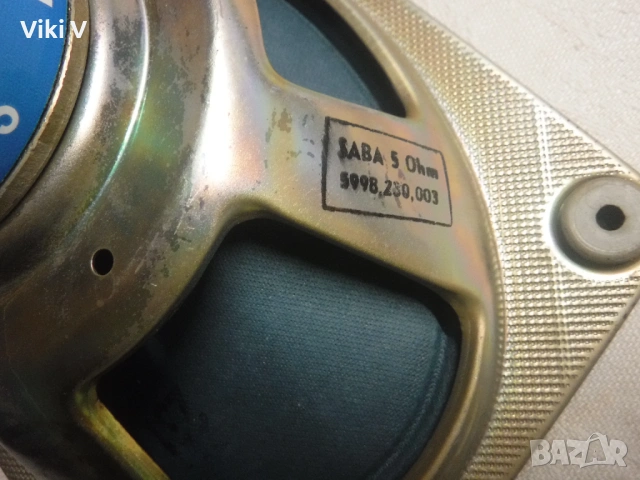 Viki V
SABA 5 Ohm
5998,250,003
BAZAR